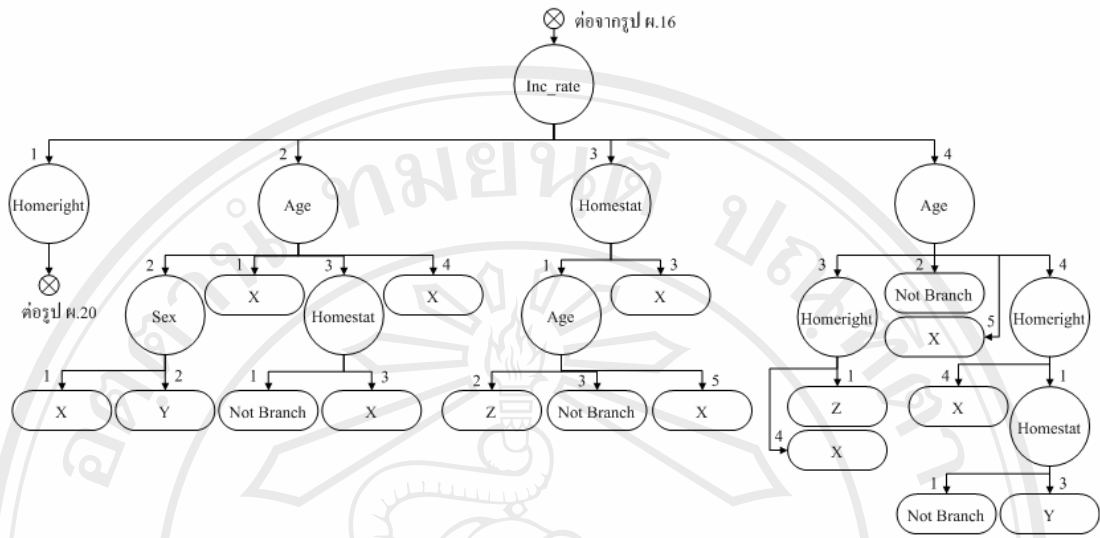 ต่อจากรูป ผ.16
Inc_rate
1 2 3 4
Homeright Age Homestat Age
2 1 3 4 1 3 3 2 4
X X X Not Branch
ต่อรูป ผ.20 Sex Homestat Age Homeright X 5 Homeright
1 2 1 3 2 3 5 1 4 1
X Y Not Branch X Z Not Branch X Z X
4 X Homestat
1 3
Not Branch Y